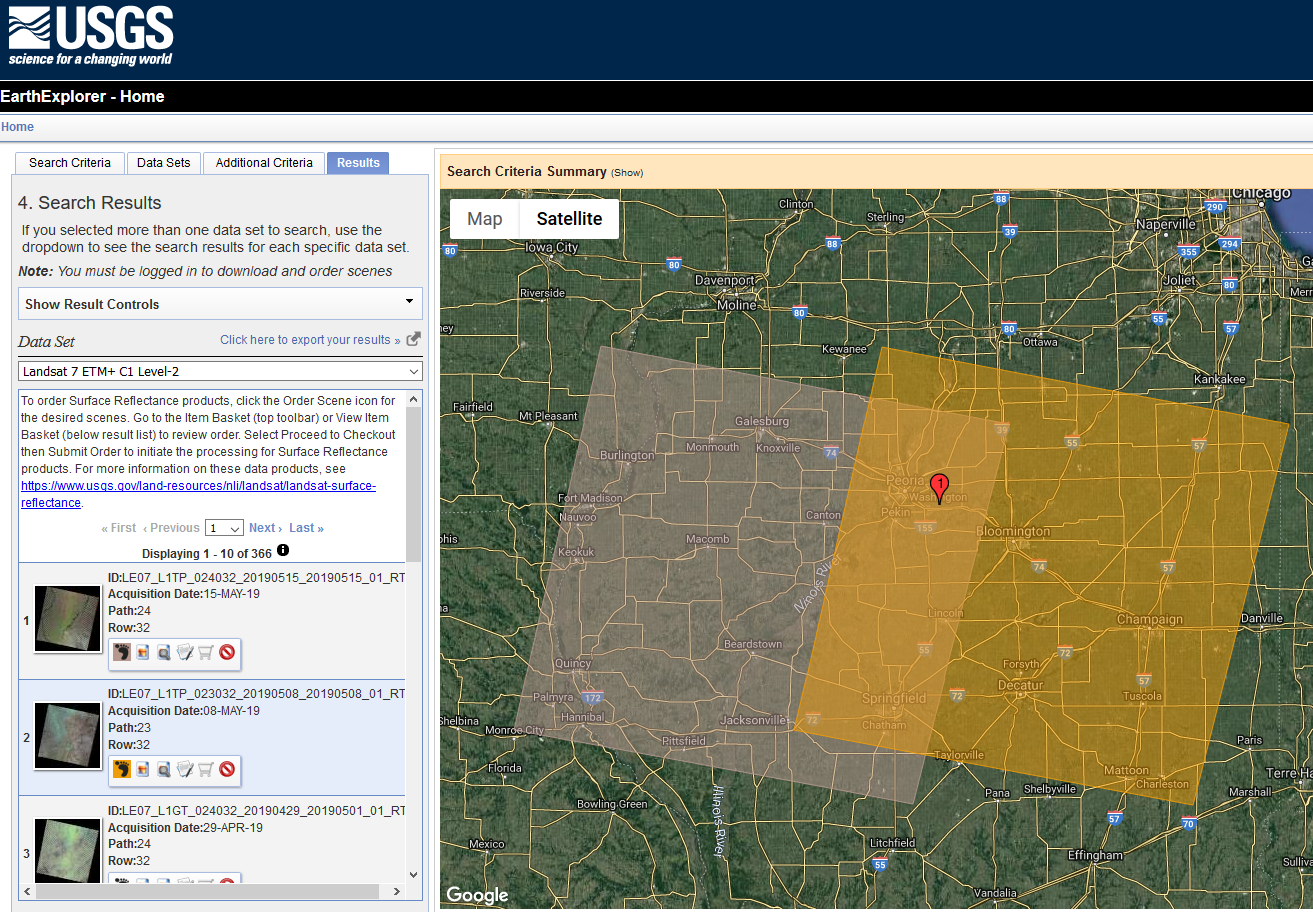 USGS
science for a changing world
EarthExplorer - Home
Home
Search Criteria
Data Sets
Additional Criteria
Results
4. Search Results
If you selected more than one data set to search, use the
dropdown to see the search results for each specific data set.
Note: You must be logged in to download and order scenes
Show Result Controls
Data Set
Click here to export your results »
Landsat 7 ETM+ C1 Level-2
To order Surface Reflectance products, click the Order Scene icon for
the desired scenes. Go to the Item Basket (top toolbar) or View Item
Basket (below result list) to review order. Select Proceed to Checkout
then Submit Order to initiate the processing for Surface Reflectance
products. For more information on these data products, see
https://www.usgs.gov/land-resources/nli/landsat/landsat-surface-
reflectance.
« First ‹ Previous 1 Next › Last »
Displaying 1 - 10 of 366
1
ID:LE07_L1TP_024032_20190515_20190515_01_RT
Acquisition Date:15-MAY-19
Path:24
Row:32
2
ID:LE07_L1TP_023032_20190508_20190508_01_RT
Acquisition Date:08-MAY-19
Path:23
Row:32
3
ID:LE07_L1GT_024032_20190429_20190501_01_RT
Acquisition Date:29-APR-19
Path:24
Row:32
Search Criteria Summary (Show)
Map
Satellite
Chicago
Clinton
88
290
Sterling
39
Naperville
80
Iowa City
88
355
294
80
Davenport
Joliet
80
Riverside
Moline
80
55
57
80
Ottawa
Kewanee
Kankakee
Fairfield
Mt Pleasant
Galesburg
39
55
57
Monmouth
Knoxville
74
Burlington
Peoria
1
Washington
Fort Madison
Nauvoo
Canton
Pekin
155
Bloomington
Macomb
Keokuk
74
57
Illinois River
Lincoln
Champaign
Danville
Beardstown
55
72
Quincy
Forsyth
57
Palmyra
172
Springfield
72
Decatur
Tuscola
Hannibal
Jacksonville
72
Chatham
Shelbina
Monroe City
Pittsfield
Paris
Taylorville
Florida
Mattoon
Charleston
Terre Ha
Pana
Shelbyville
Marshall
Illinois River
Bowling Green
57
70
Mexico
Litchfield
55
Effingham
Sulliva
Vandalia
Google